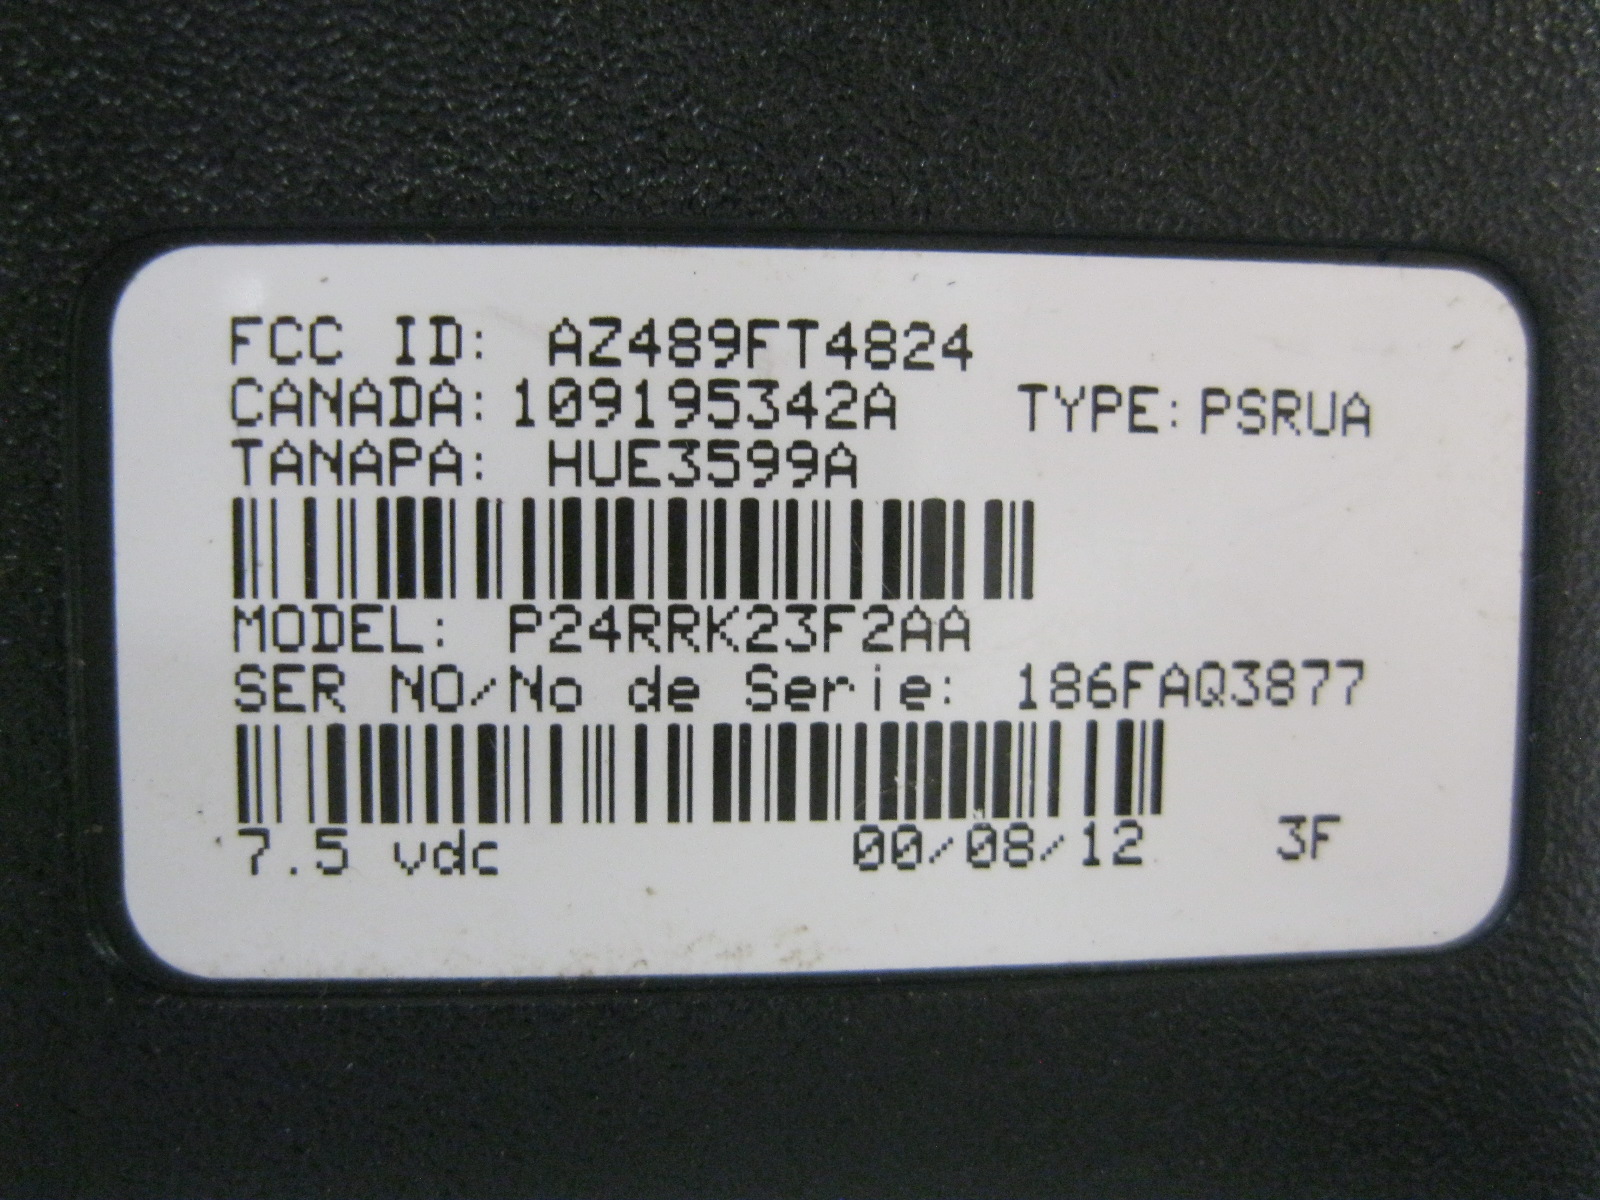 FCC ID: AZ489FT4824
CANADA: 109195342A TYPE: PSRUA
TANAPA: HUE3599A
MODEL: P24RRK23F2AA
SER NO/No de Serie: 186FAQ3877
7.5 vdc 00/08/12 3F